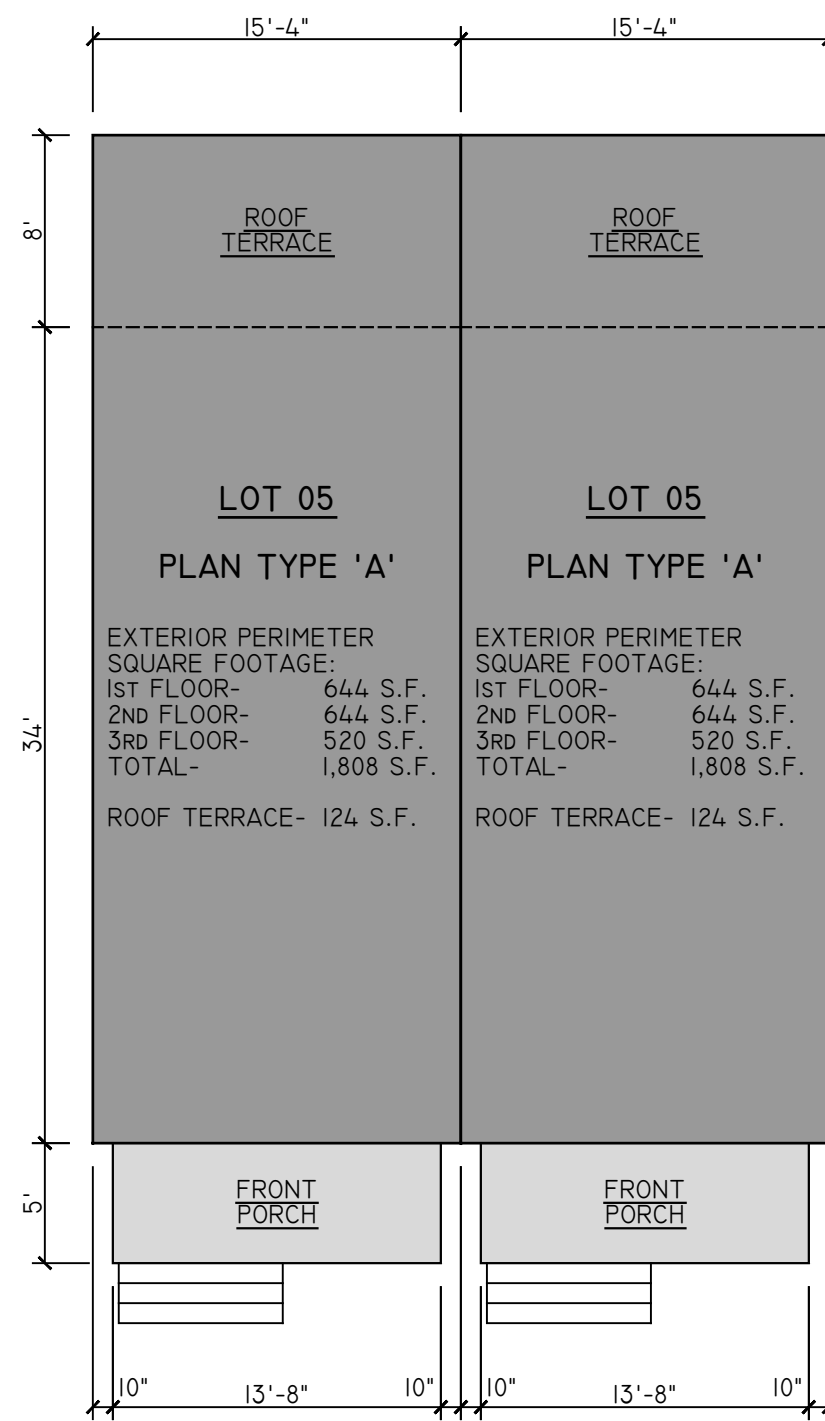 15'-4" 15'-4"
8'
ROOF
TERRACE
ROOF
TERRACE
34'
LOT 05
PLAN TYPE 'A'
EXTERIOR PERIMETER
SQUARE FOOTAGE:
1ST FLOOR- 644 S.F.
2ND FLOOR- 644 S.F.
3RD FLOOR- 520 S.F.
TOTAL- 1,808 S.F.
ROOF TERRACE- 124 S.F.
LOT 05
PLAN TYPE 'A'
EXTERIOR PERIMETER
SQUARE FOOTAGE:
1ST FLOOR- 644 S.F.
2ND FLOOR- 644 S.F.
3RD FLOOR- 520 S.F.
TOTAL- 1,808 S.F.
ROOF TERRACE- 124 S.F.
5'
FRONT
PORCH
FRONT
PORCH
10" 13'-8" 10" 10" 13'-8" 10"